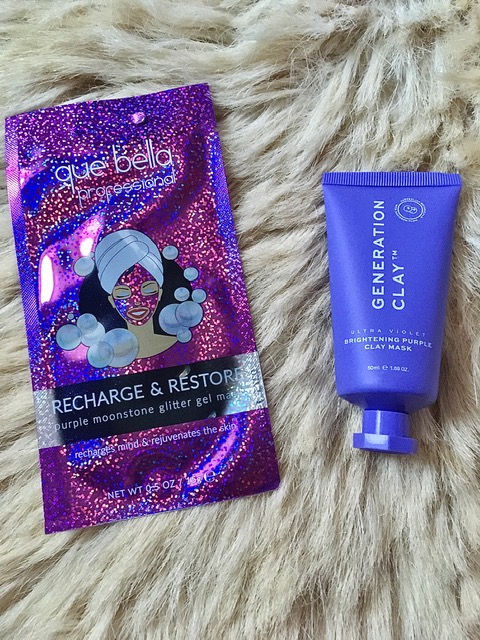 que bella
professional
RECHARGE & RESTORE
purple moonstone glitter gel
recharges mind & rejuvenates the skin
NET WT 0.5 OZ /
GENERATION
CLAY™
ULTRA VIOLET
BRIGHTENING PURPLE
CLAY MASK
50ml e 1.69 OZ.